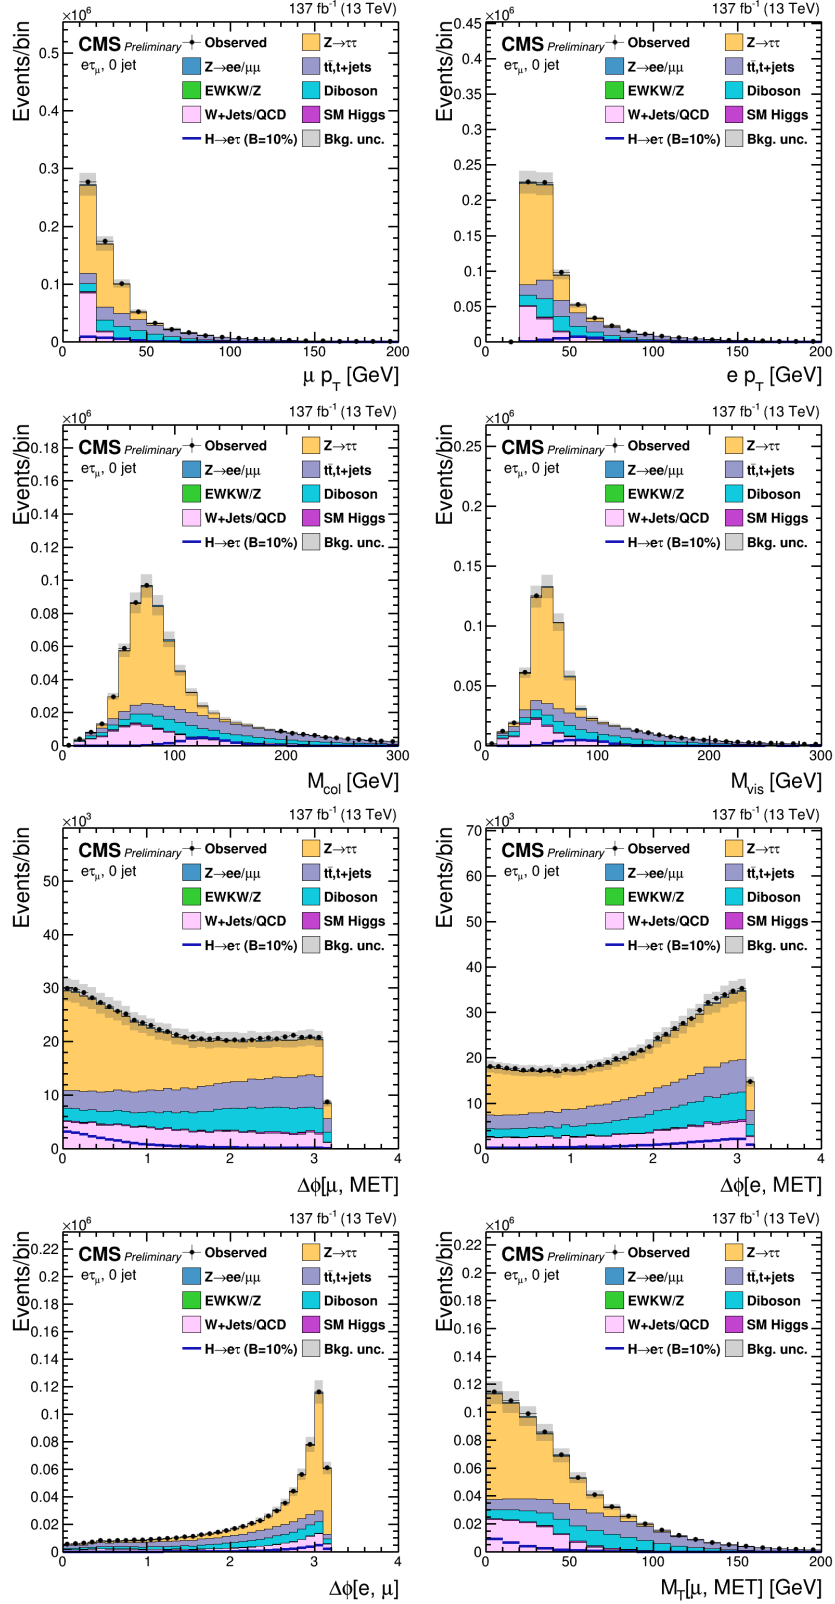 ×10⁶ 137 fb⁻¹ (13 TeV)
Events/bin
CMS Preliminary
eτμ, 0 jet
Observed Z→ττ
Z→ee/μμ tt̄,t+jets
EWKW/Z Diboson
W+Jets/QCD SM Higgs
H→eτ (B=10%) Bkg. unc.
0.5
0.4
0.3
0.2
0.1
0
0 50 100 150 200
μ p_T [GeV]
×10⁶ 137 fb⁻¹ (13 TeV)
Events/bin
CMS Preliminary
eτμ, 0 jet
Observed Z→ττ
Z→ee/μμ tt̄,t+jets
EWKW/Z Diboson
W+Jets/QCD SM Higgs
H→eτ (B=10%) Bkg. unc.
0.45
0.4
0.35
0.3
0.25
0.2
0.15
0.1
0.05
0
0 50 100 150 200
e p_T [GeV]
×10⁶ 137 fb⁻¹ (13 TeV)
Events/bin
CMS Preliminary
eτμ, 0 jet
Observed Z→ττ
Z→ee/μμ tt̄,t+jets
EWKW/Z Diboson
W+Jets/QCD SM Higgs
H→eτ (B=10%) Bkg. unc.
0.18
0.16
0.14
0.12
0.1
0.08
0.06
0.04
0.02
0
0 100 200 300
M_col [GeV]
×10⁶ 137 fb⁻¹ (13 TeV)
Events/bin
CMS Preliminary
eτμ, 0 jet
Observed Z→ττ
Z→ee/μμ tt̄,t+jets
EWKW/Z Diboson
W+Jets/QCD SM Higgs
H→eτ (B=10%) Bkg. unc.
0.25
0.2
0.15
0.1
0.05
0
0 100 200 300
M_vis [GeV]
×10³ 137 fb⁻¹ (13 TeV)
Events/bin
CMS Preliminary
eτμ, 0 jet
Observed Z→ττ
Z→ee/μμ tt̄,t+jets
EWKW/Z Diboson
W+Jets/QCD SM Higgs
H→eτ (B=10%) Bkg. unc.
50
40
30
20
10
0
0 1 2 3 4
Δϕ[μ, MET]
×10³ 137 fb⁻¹ (13 TeV)
Events/bin
CMS Preliminary
eτμ, 0 jet
Observed Z→ττ
Z→ee/μμ tt̄,t+jets
EWKW/Z Diboson
W+Jets/QCD SM Higgs
H→eτ (B=10%) Bkg. unc.
70
60
50
40
30
20
10
0
0 1 2 3 4
Δϕ[e, MET]
×10⁶ 137 fb⁻¹ (13 TeV)
Events/bin
CMS Preliminary
eτμ, 0 jet
Observed Z→ττ
Z→ee/μμ tt̄,t+jets
EWKW/Z Diboson
W+Jets/QCD SM Higgs
H→eτ (B=10%) Bkg. unc.
0.22
0.2
0.18
0.16
0.14
0.12
0.1
0.08
0.06
0.04
0.02
0
0 1 2 3 4
Δϕ[e, μ]
×10⁶ 137 fb⁻¹ (13 TeV)
Events/bin
CMS Preliminary
eτμ, 0 jet
Observed Z→ττ
Z→ee/μμ tt̄,t+jets
EWKW/Z Diboson
W+Jets/QCD SM Higgs
H→eτ (B=10%) Bkg. unc.
0.22
0.2
0.18
0.16
0.14
0.12
0.1
0.08
0.06
0.04
0.02
0
0 50 100 150 200
M_T[μ, MET] [GeV]